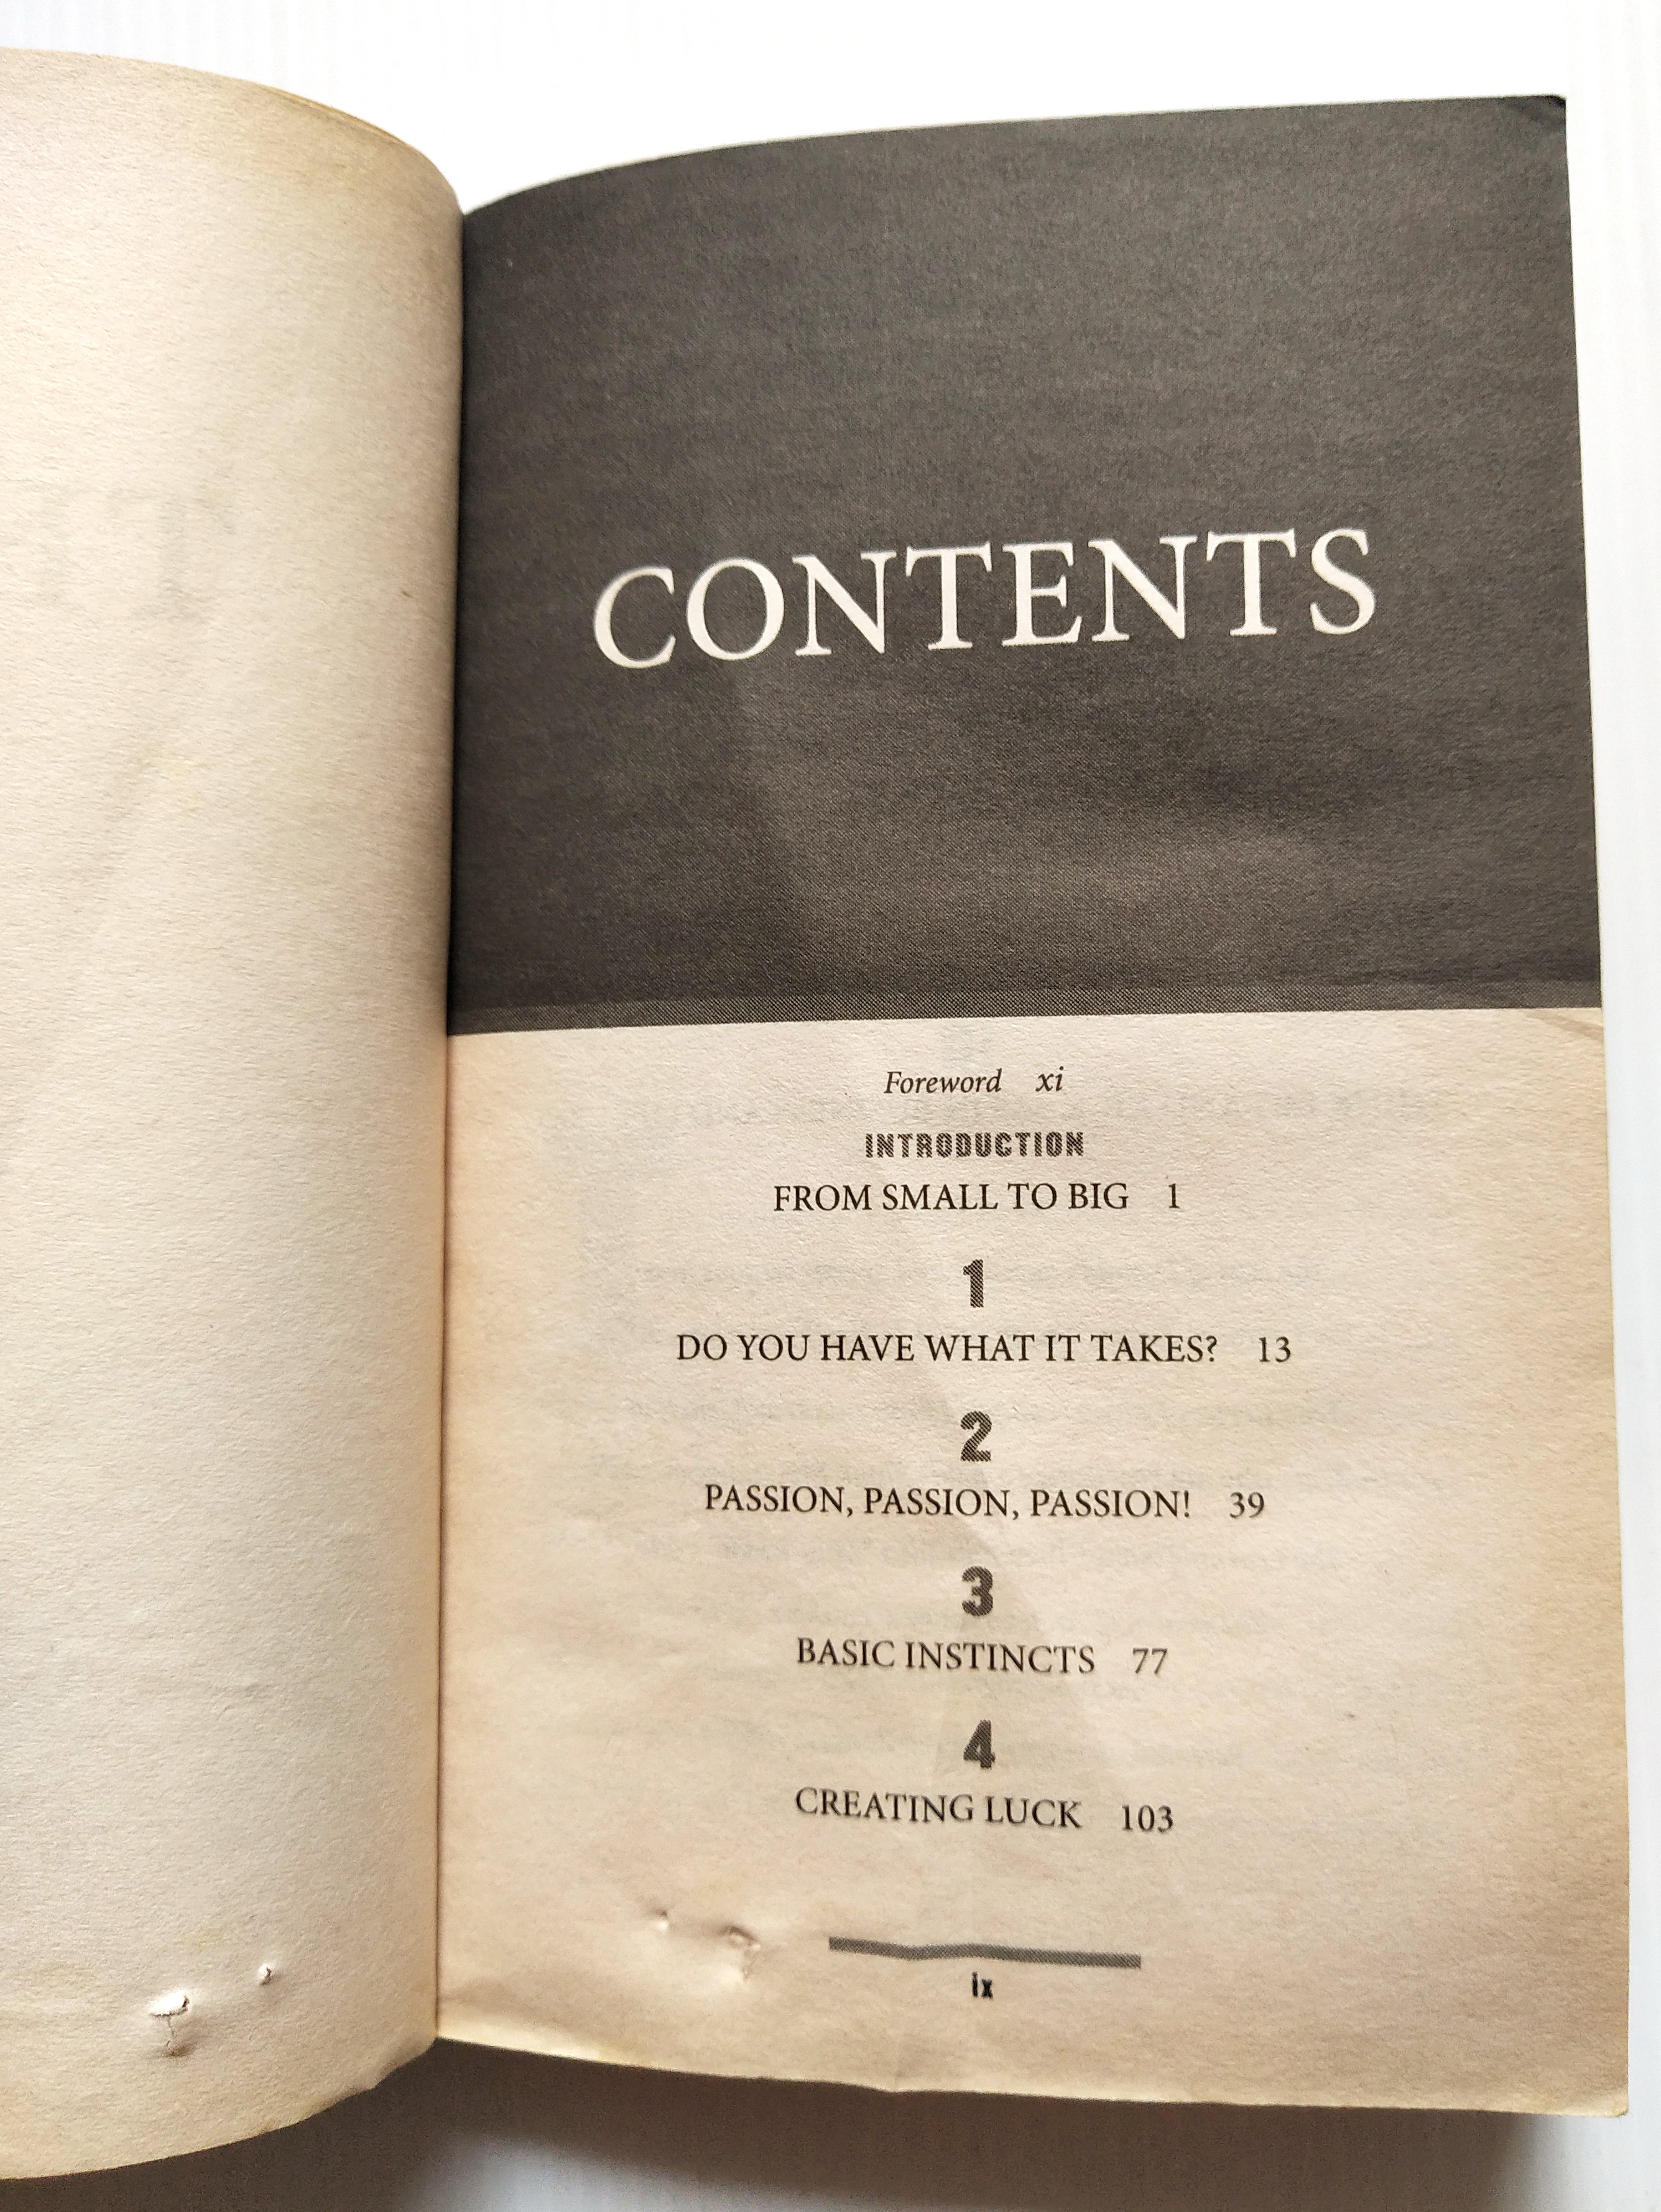 CONTENTS
Foreword xi
INTRODUCTION
FROM SMALL TO BIG 1
1
DO YOU HAVE WHAT IT TAKES? 13
2
PASSION, PASSION, PASSION! 39
3
BASIC INSTINCTS 77
4
CREATING LUCK 103
ix